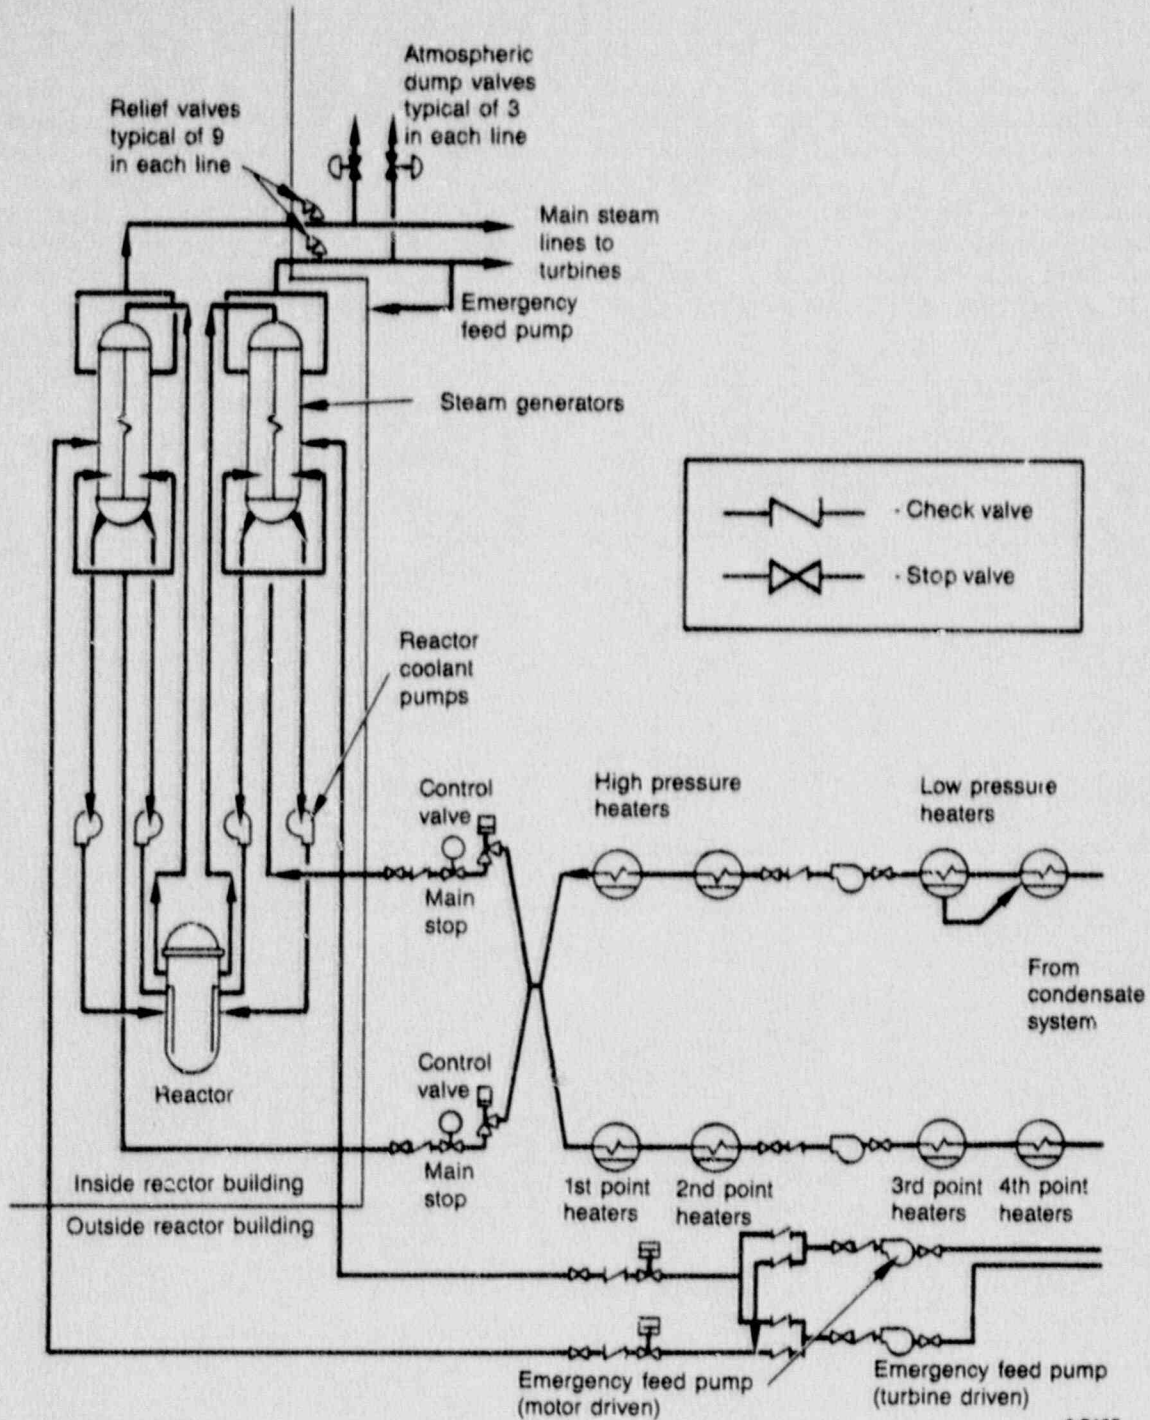 Atmospheric
dump valves
typical of 3
in each line
Relief valves
typical of 9
in each line
Main steam
lines to
turbines
Emergency
feed pump
Steam generators
- Check valve
- Stop valve
Reactor
coolant
pumps
Control
valve
High pressure
heaters
Low pressure
heaters
Main
stop
From
condensate
system
Control
valve
Reactor
Main
stop
Inside reactor building
Outside reactor building
1st point
heaters
2nd point
heaters
3rd point
heaters
4th point
heaters
Emergency feed pump
(motor driven)
Emergency feed pump
(turbine driven)